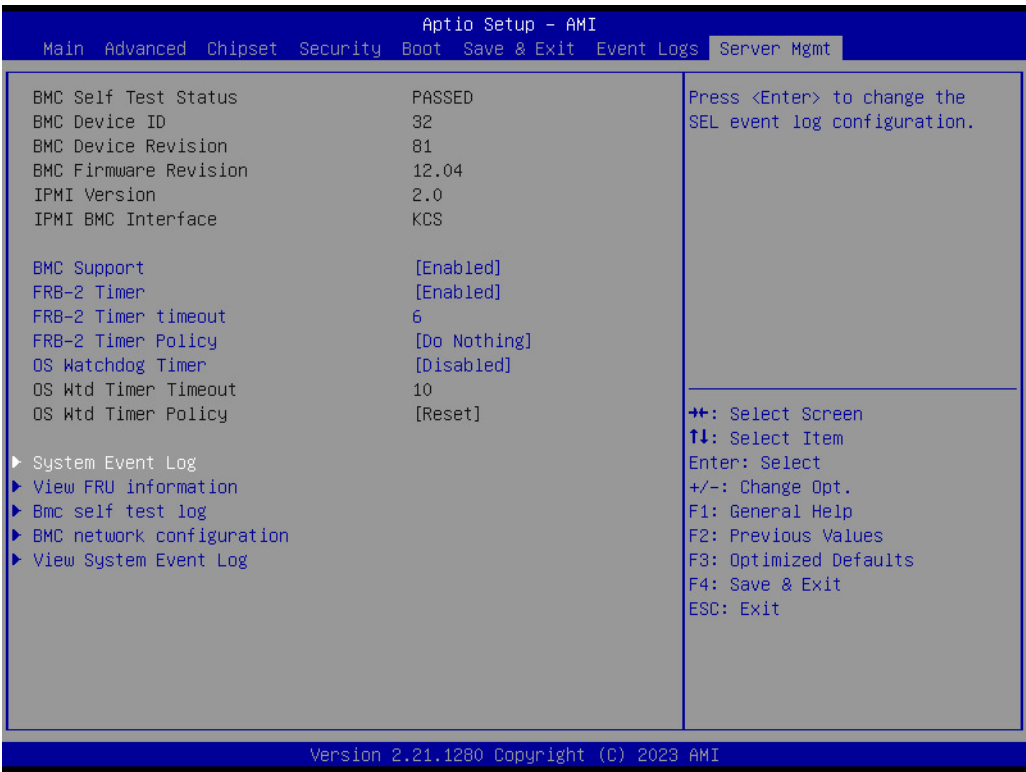 Aptio Setup – AMI
Main Advanced Chipset Security Boot Save & Exit Event Logs Server Mgmt
BMC Self Test Status PASSED
BMC Device ID 32
BMC Device Revision 81
BMC Firmware Revision 12.04
IPMI Version 2.0
IPMI BMC Interface KCS
BMC Support [Enabled]
FRB-2 Timer [Enabled]
FRB-2 Timer timeout 6
FRB-2 Timer Policy [Do Nothing]
OS Watchdog Timer [Disabled]
OS Wtd Timer Timeout 10
OS Wtd Timer Policy [Reset]
System Event Log
View FRU information
Bmc self test log
BMC network configuration
View System Event Log
Press <Enter> to change the
SEL event log configuration.
→←: Select Screen
↑↓: Select Item
Enter: Select
+/-: Change Opt.
F1: General Help
F2: Previous Values
F3: Optimized Defaults
F4: Save & Exit
ESC: Exit
Version 2.21.1280 Copyright (C) 2023 AMI